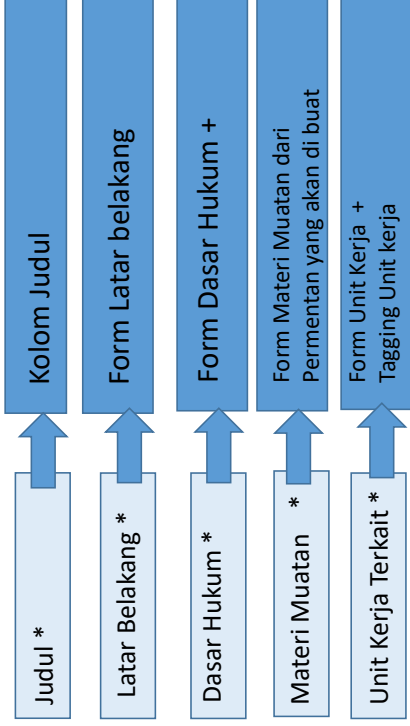 Judul *
Kolom Judul
Latar Belakang *
Form Latar belakang
Dasar Hukum *
Form Dasar Hukum +
Materi Muatan *
Form Materi Muatan dari
Permentan yang akan di buat
Unit Kerja Terkait *
Form Unit Kerja +
Tagging Unit kerja